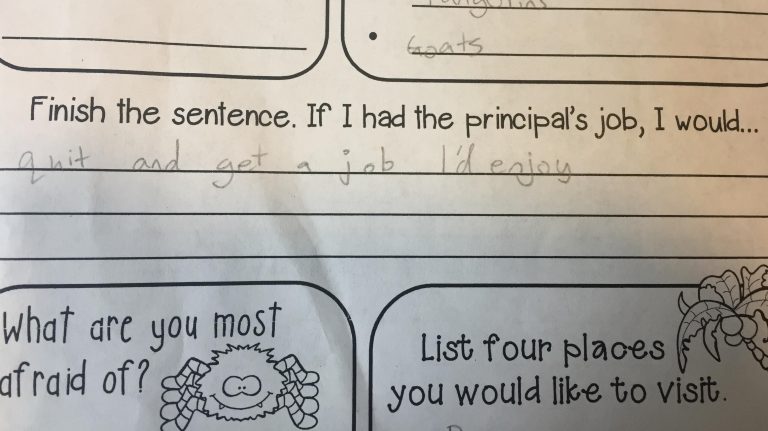 Goats
Finish the sentence. If I had the principal's job, I would...
quit and get a job I'd enjoy
What are you most
afraid of?
List four places
you would like to visit.